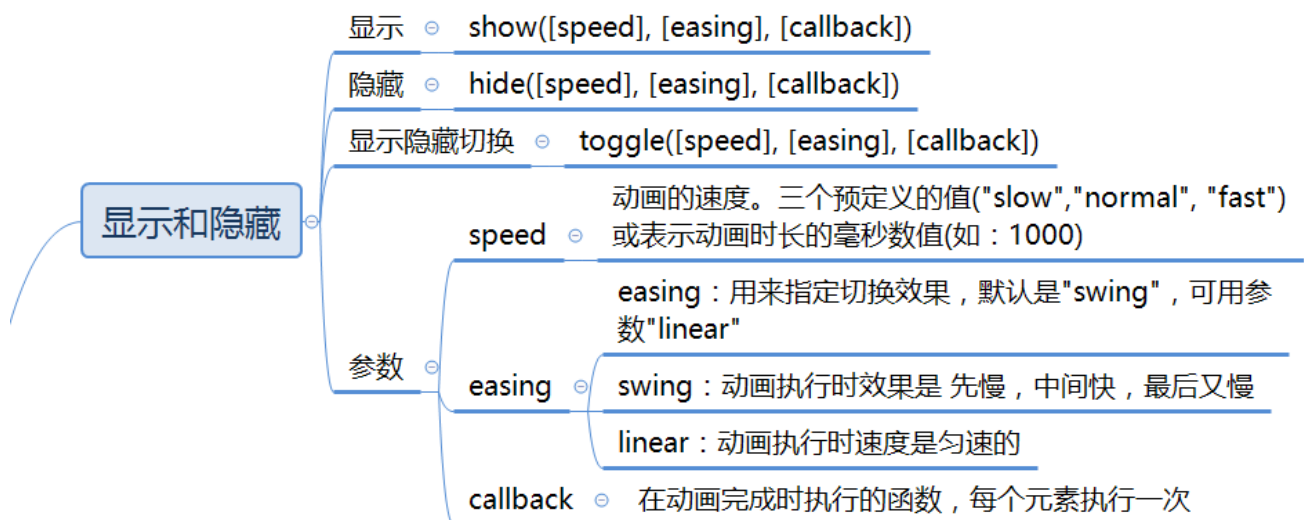 显示和隐藏
显示
show([speed], [easing], [callback])
隐藏
hide([speed], [easing], [callback])
显示隐藏切换
toggle([speed], [easing], [callback])
参数
speed
动画的速度。三个预定义的值("slow","normal", "fast")
或表示动画时长的毫秒数值(如：1000)
easing
easing：用来指定切换效果，默认是"swing"，可用参
数"linear"
swing：动画执行时效果是 先慢，中间快，最后又慢
linear：动画执行时速度是匀速的
callback
在动画完成时执行的函数，每个元素执行一次